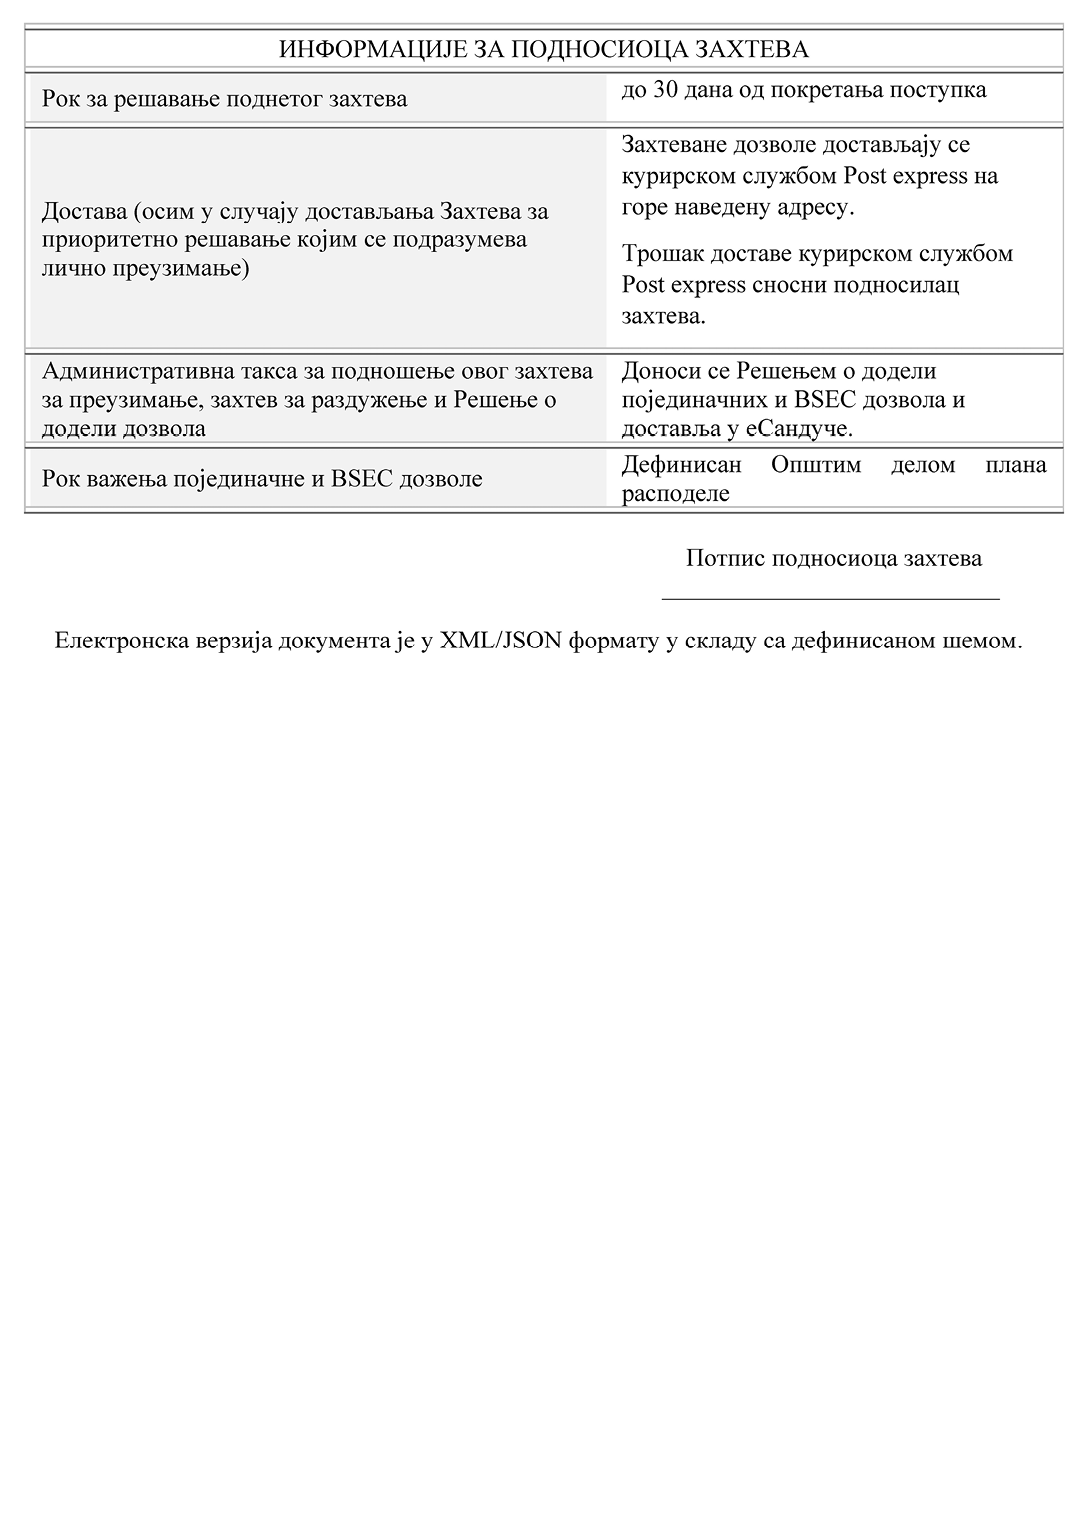 ИНФОРМАЦИЈЕ ЗА ПОДНОСИОЦА ЗАХТЕВА
Рок за решавање поднетог захтева
до 30 дана од покретања поступка
Достава (осим у случају достављања Захтева за
приоритетно решавање којим се подразумева
лично преузимање)
Захтеване дозволе достављају се
курирском службом Post express на
горе наведену адресу.
Трошак доставе курирском службом
Post express сносни подносилац
захтева.
Административна такса за подношење овог захтева
за преузимање, захтев за раздужење и Решење о
додели дозвола
Доноси се Решењем о додели
појединачних и BSEC дозвола и
доставља у еСандуче.
Рок важења појединачне и BSEC дозволе
Дефинисан Општим делом плана
расподеле
Потпис подносиоца захтева
Електронска верзија документа је у XML/JSON формату у складу са дефинисаном шемом.